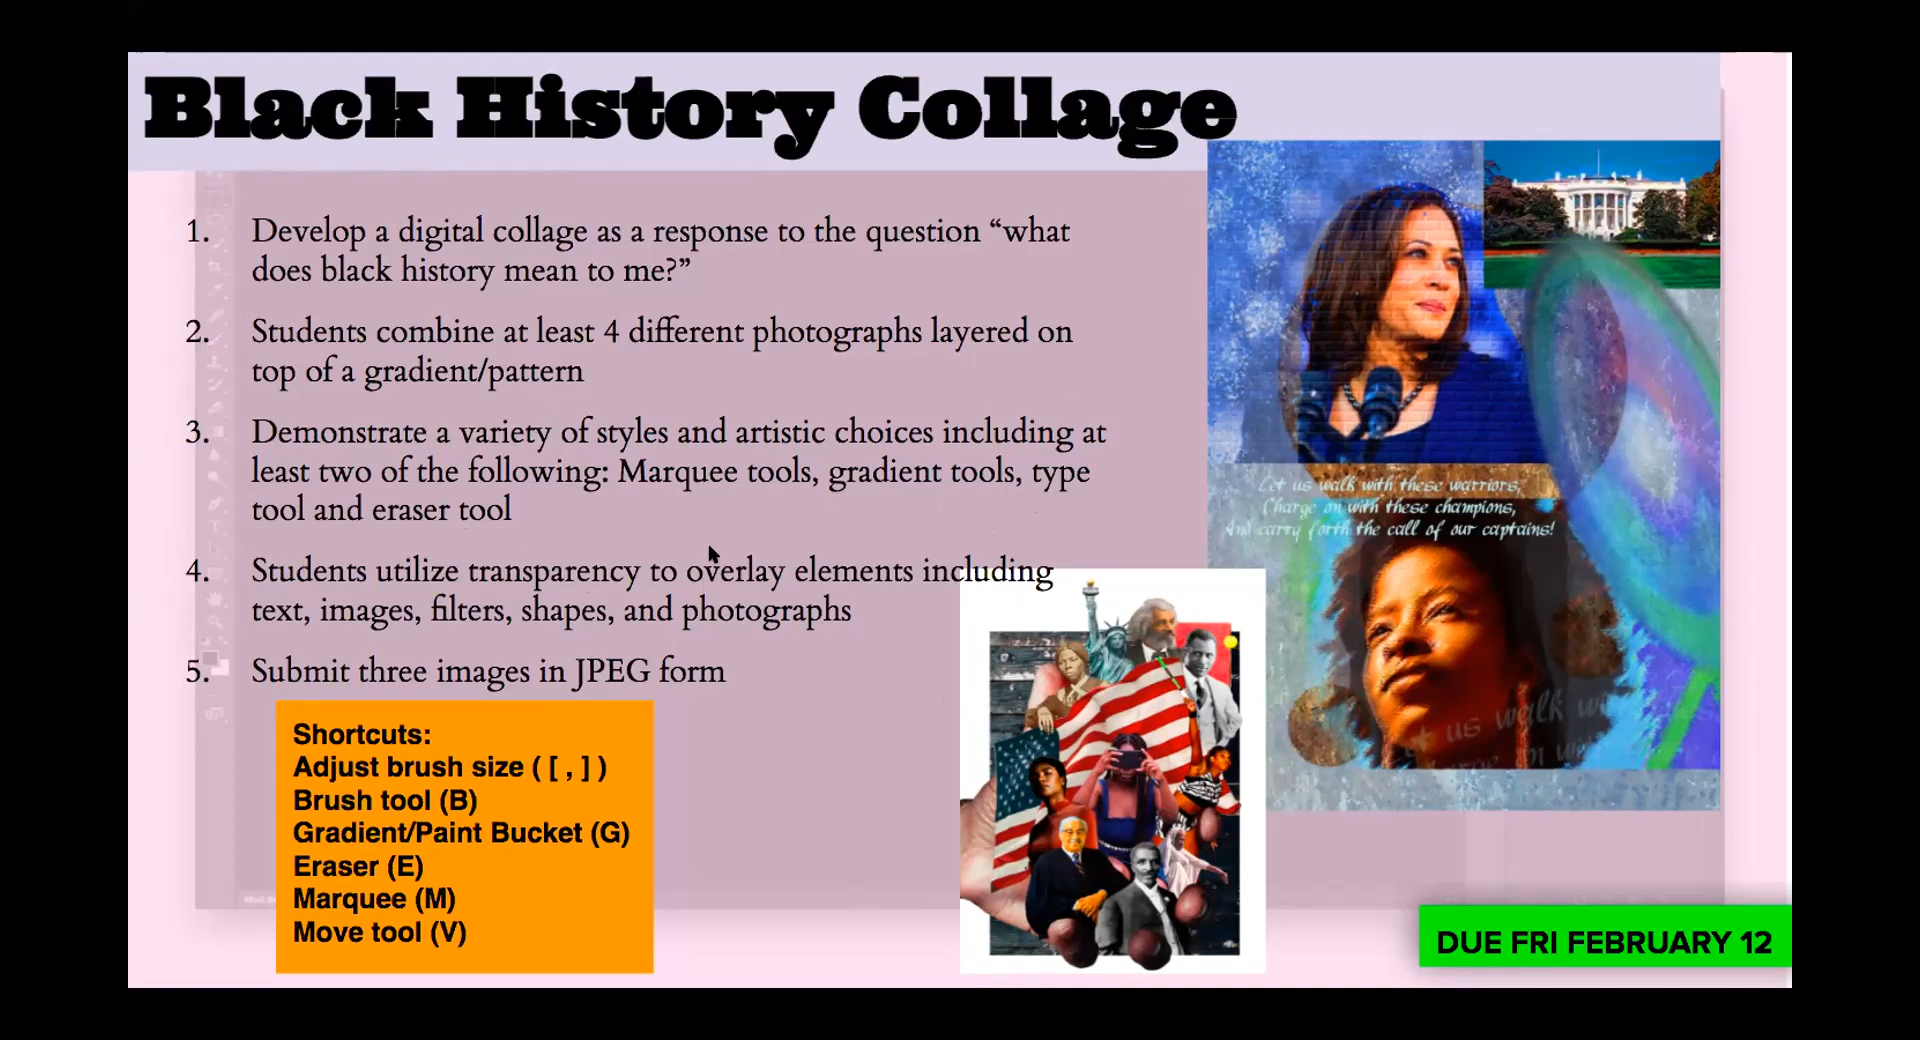 Black History Collage
1. Develop a digital collage as a response to the question “what
does black history mean to me?”
2. Students combine at least 4 different photographs layered on
top of a gradient/pattern
3. Demonstrate a variety of styles and artistic choices including at
least two of the following: Marquee tools, gradient tools, type
tool and eraser tool
4. Students utilize transparency to overlay elements including
text, images, filters, shapes, and photographs
5. Submit three images in JPEG form
Shortcuts:
Adjust brush size ( [ , ] )
Brush tool (B)
Gradient/Paint Bucket (G)
Eraser (E)
Marquee (M)
Move tool (V)
Let us walk with these warriors,
Charge on with these champions,
And carry forth the call of our captains!
us walk
DUE FRI FEBRUARY 12